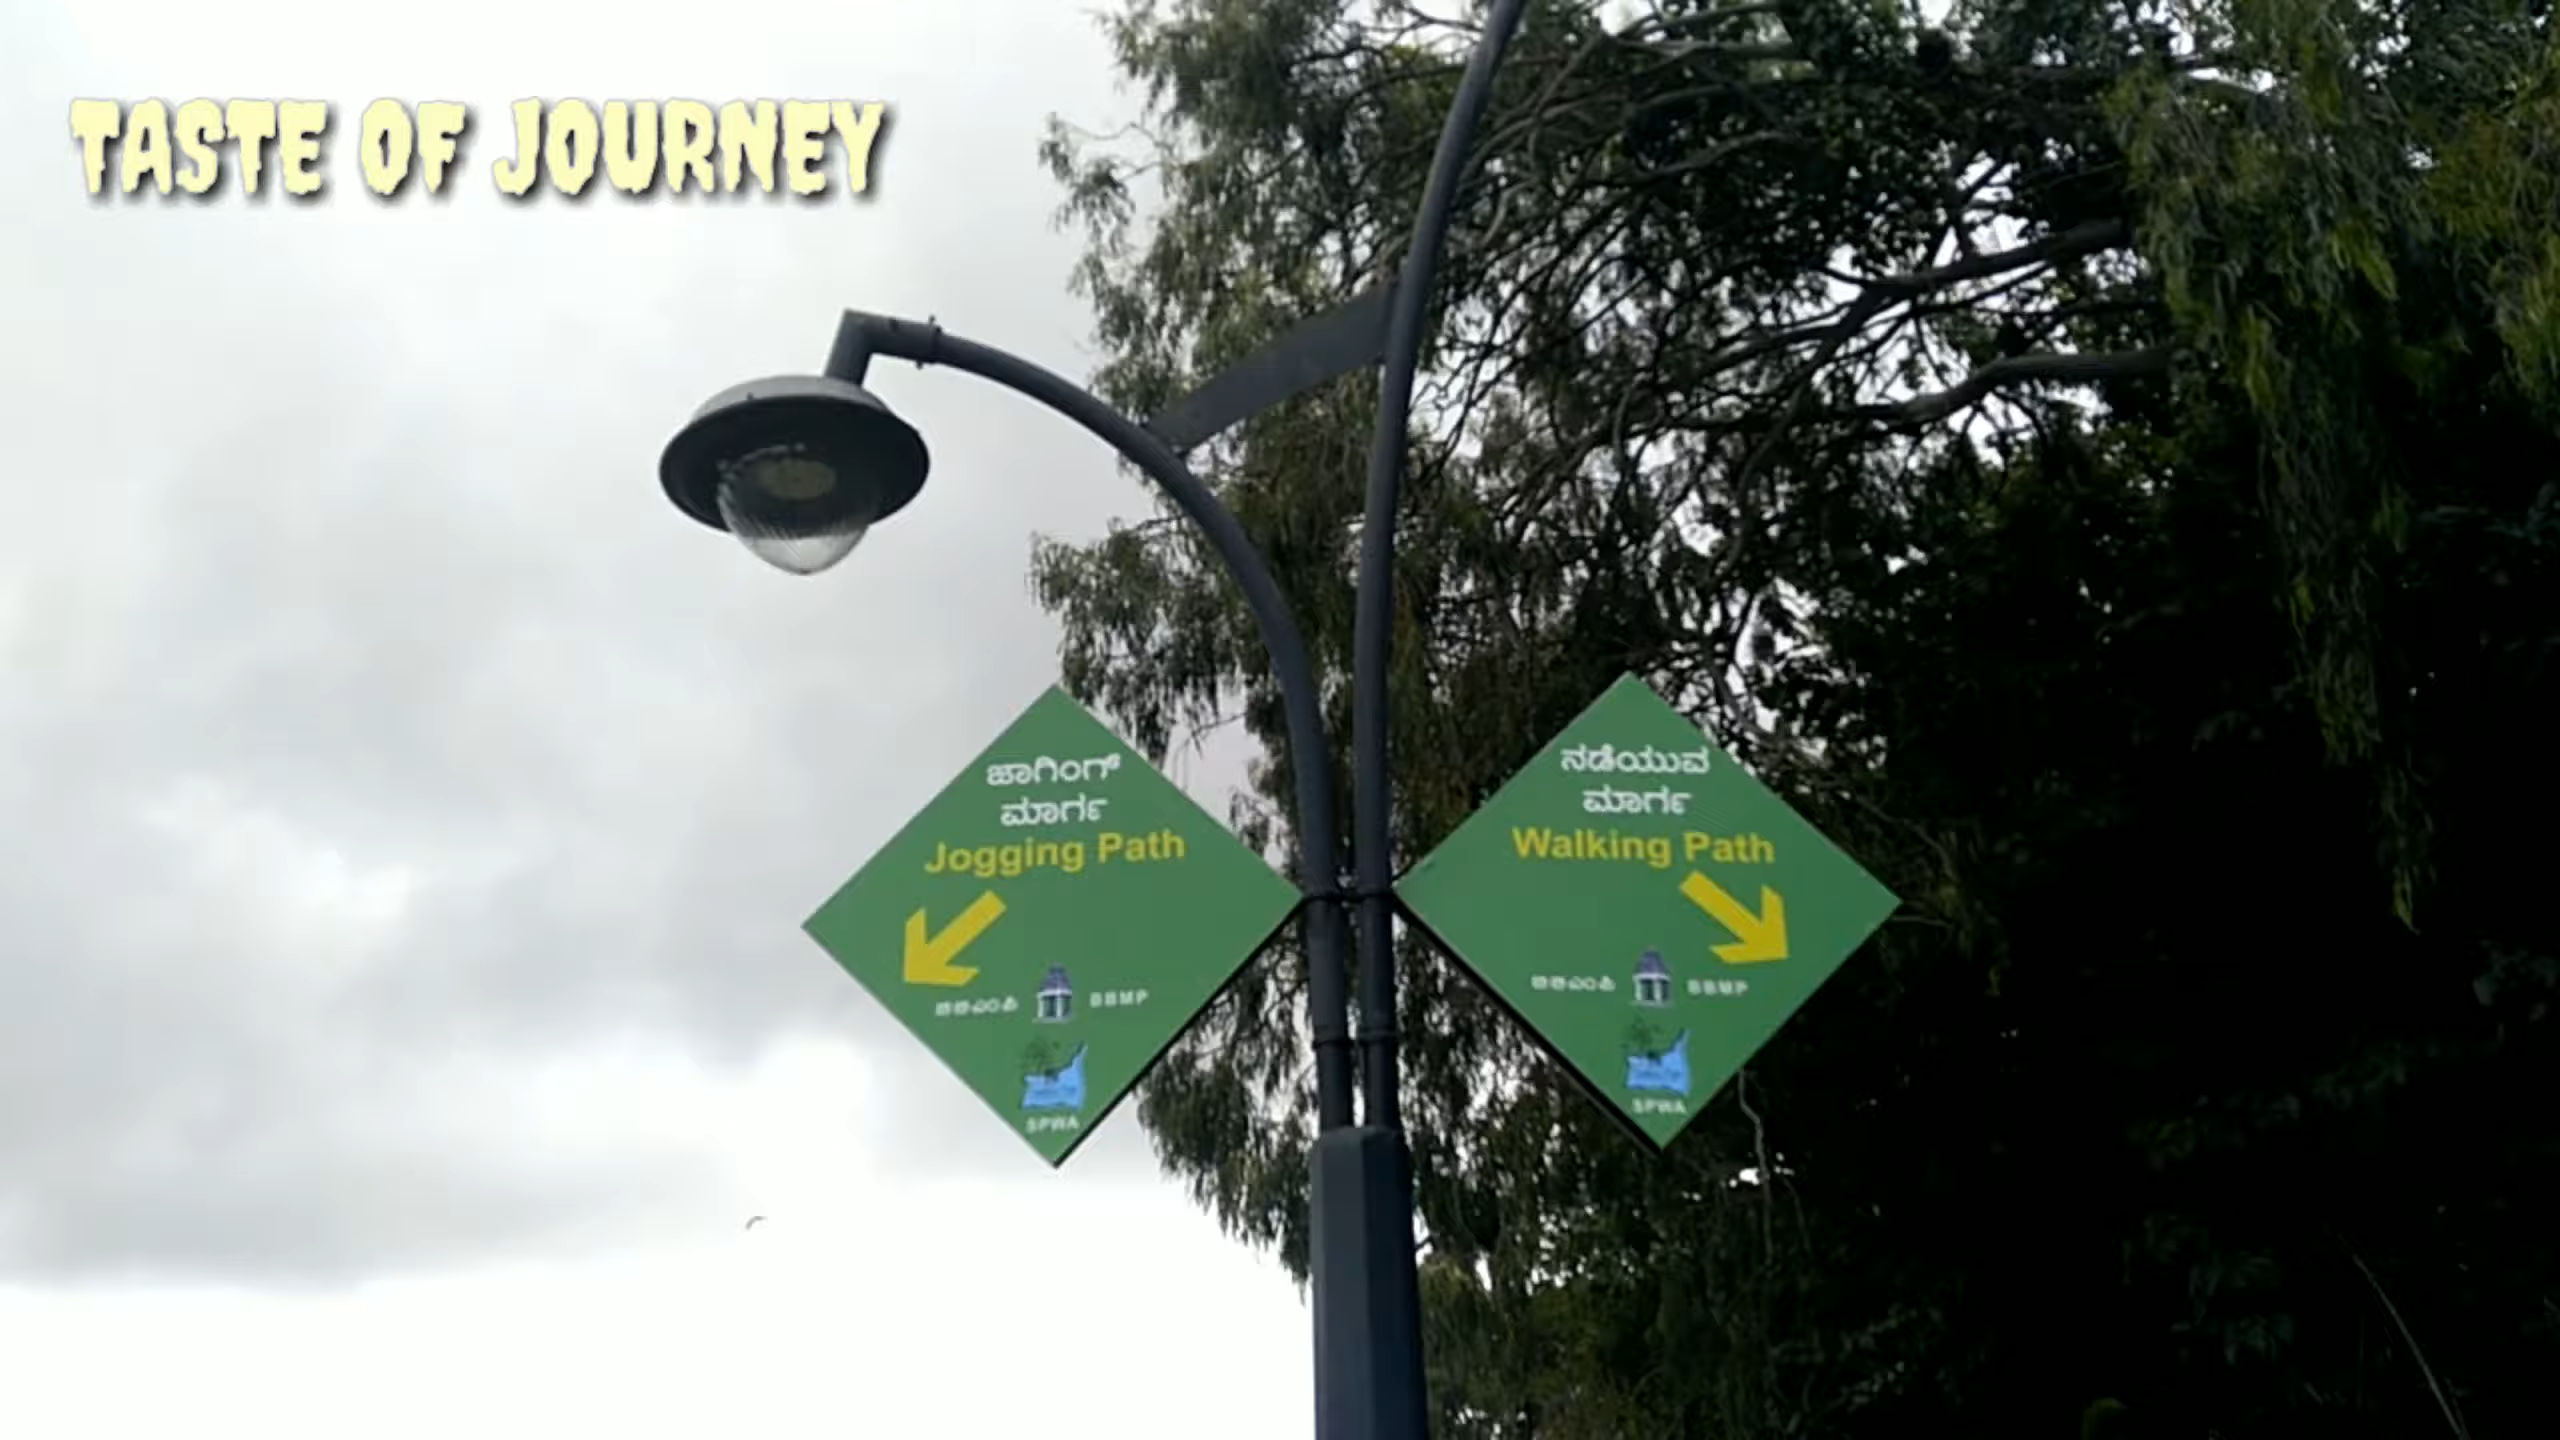 TASTE OF JOURNEY
ಜಾಗಿಂಗ್
ಮಾರ್ಗ
Jogging Path
ಬಿಬಿಎಂಪಿ BBMP
SPWA
ನಡೆಯುವ
ಮಾರ್ಗ
Walking Path
ಬಿಬಿಎಂಪಿ BBMP
SPWA